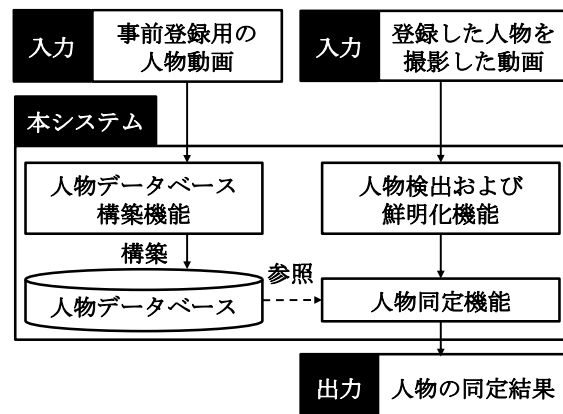 入力
事前登録用の
人物動画
入力
登録した人物を
撮影した動画
本システム
人物データベース
構築機能
人物検出および
鮮明化機能
構築
参照
人物データベース
人物同定機能
出力
人物の同定結果